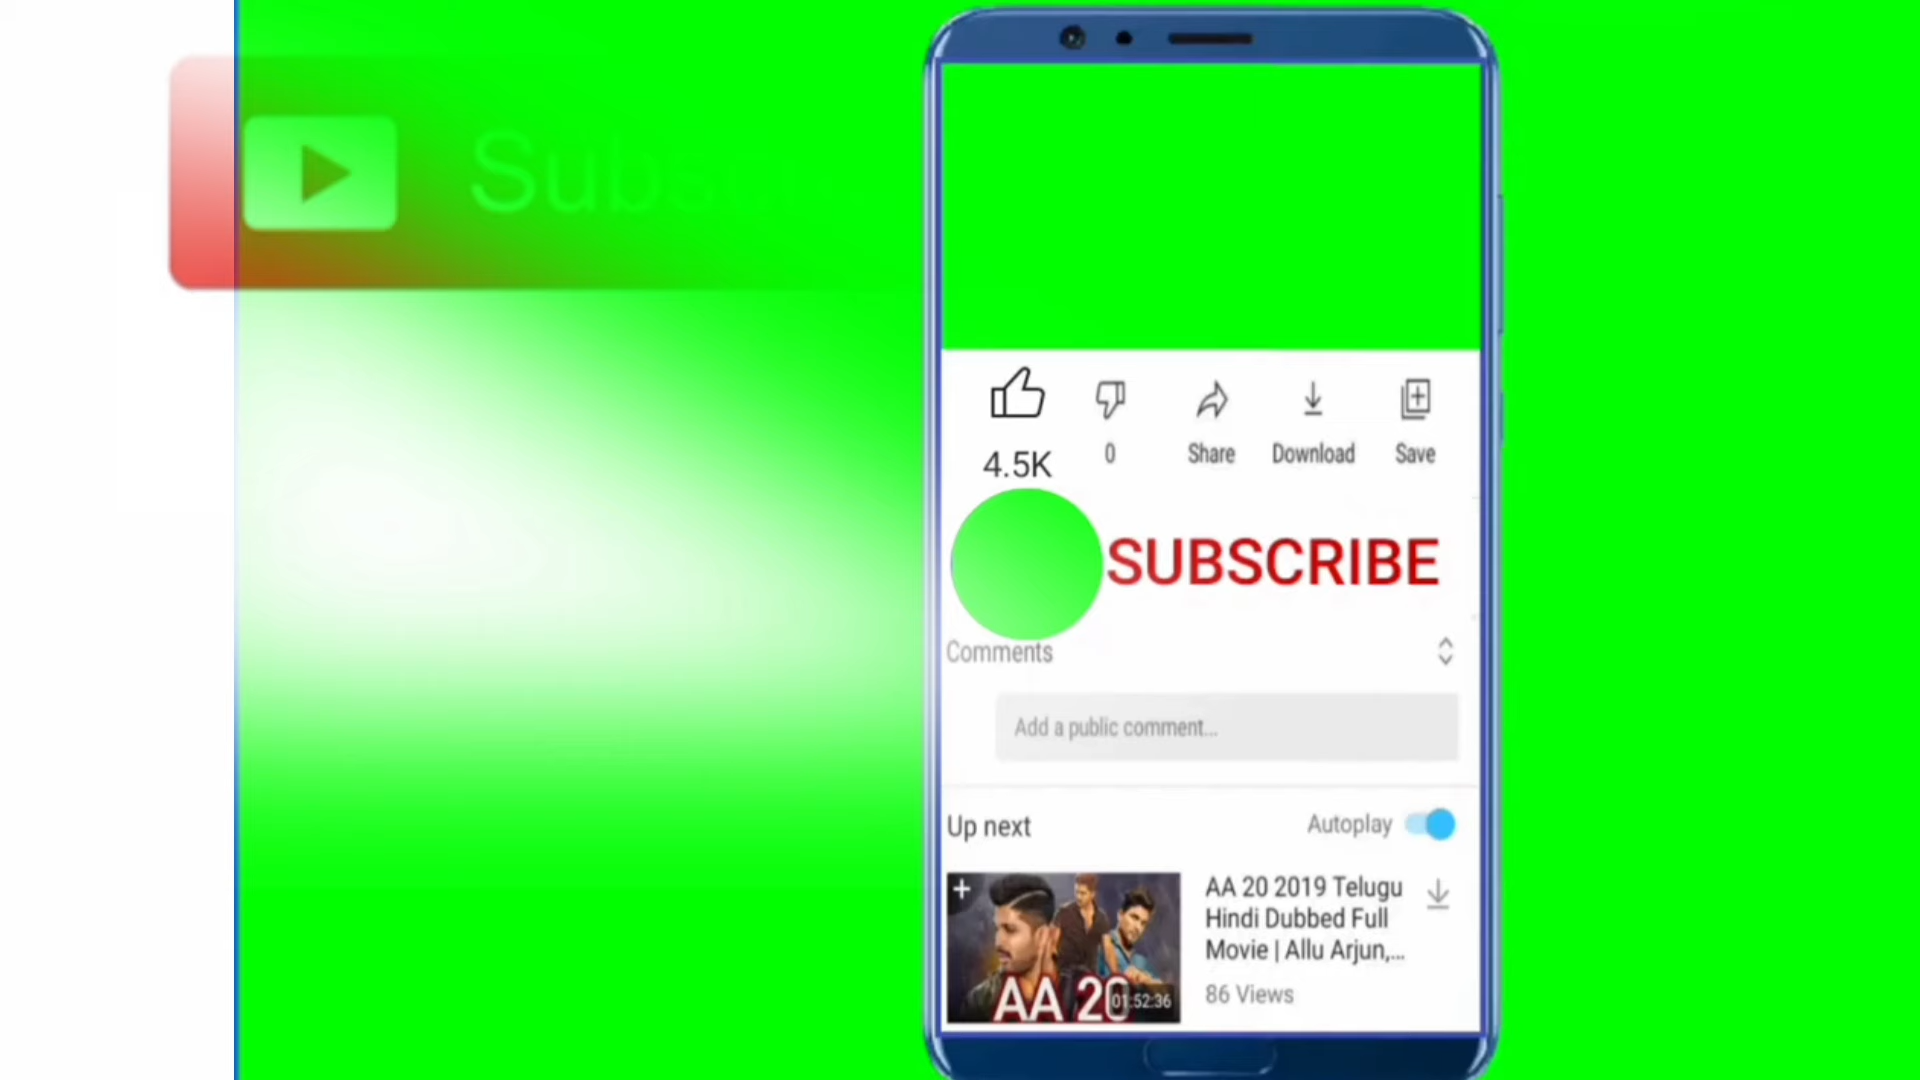 Subscribe
4.5K
0
Share
Download
Save
SUBSCRIBE
Comments
Add a public comment...
Up next
Autoplay
AA 20 2019 Telugu
Hindi Dubbed Full
Movie | Allu Arjun,...
86 Views
AA 20
01:52:36